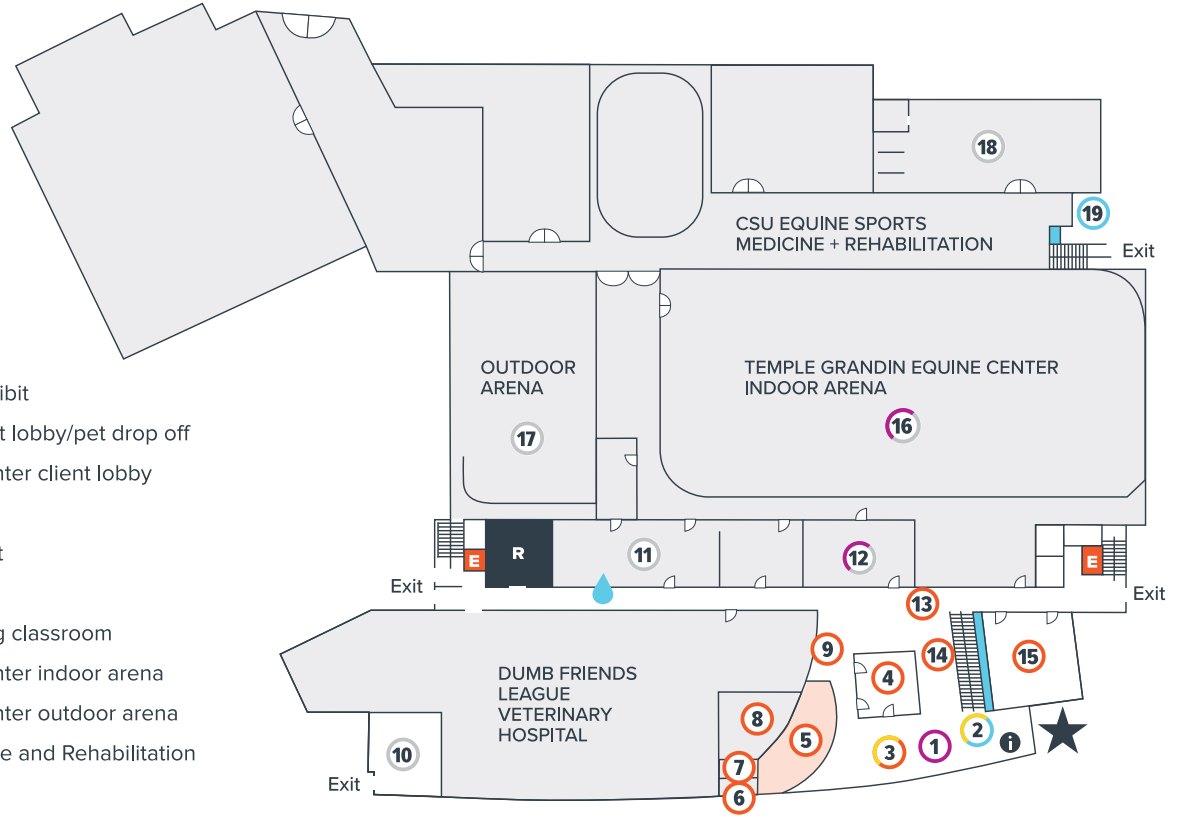 18
CSU EQUINE SPORTS
MEDICINE + REHABILITATION
19
Exit
OUTDOOR
ARENA
17
TEMPLE GRANDIN EQUINE CENTER
INDOOR ARENA
16
ibit
t lobby/pet drop off
nter client lobby
t
g classroom
nter indoor arena
nter outdoor arena
e and Rehabilitation
E
R
11
12
E
Exit
Exit
13
9
14
15
4
DUMB FRIENDS
LEAGUE
VETERINARY
HOSPITAL
8
5
2
i
1
3
10
7
6
Exit